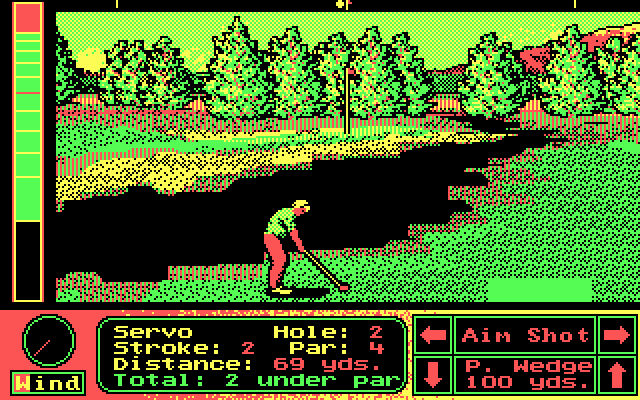 Servo Hole: 2
Stroke: 2 Par: 4
Distance: 69 yds.
Total: 2 under par
Wind
Aim Shot
P. Wedge
100 yds.